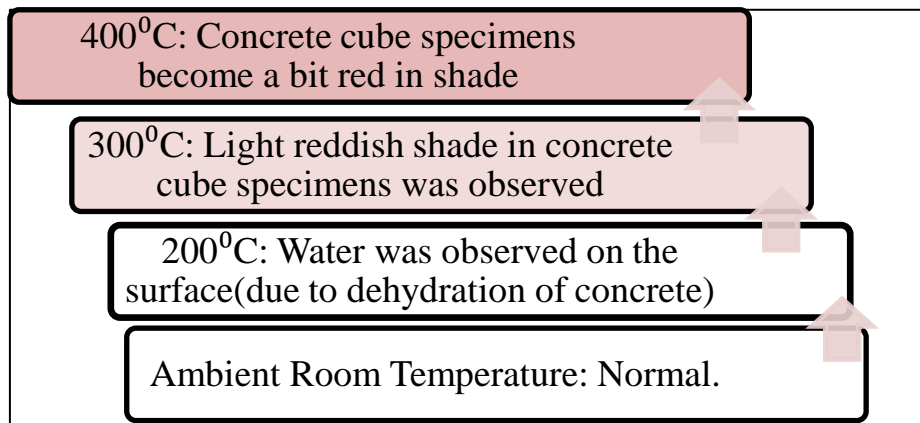 400⁰C: Concrete cube specimens
become a bit red in shade
300⁰C: Light reddish shade in concrete
cube specimens was observed
200⁰C: Water was observed on the
surface(due to dehydration of concrete)
Ambient Room Temperature: Normal.